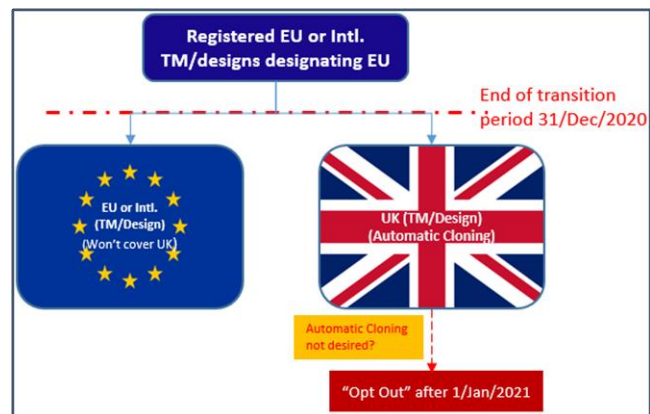 Registered EU or Intl.
TM/designs designating EU
End of transition
period 31/Dec/2020
EU or Intl.
(TM/Design)
(Won't cover UK)
UK (TM/Design)
(Automatic Cloning)
Automatic Cloning
not desired?
“Opt Out” after 1/Jan/2021